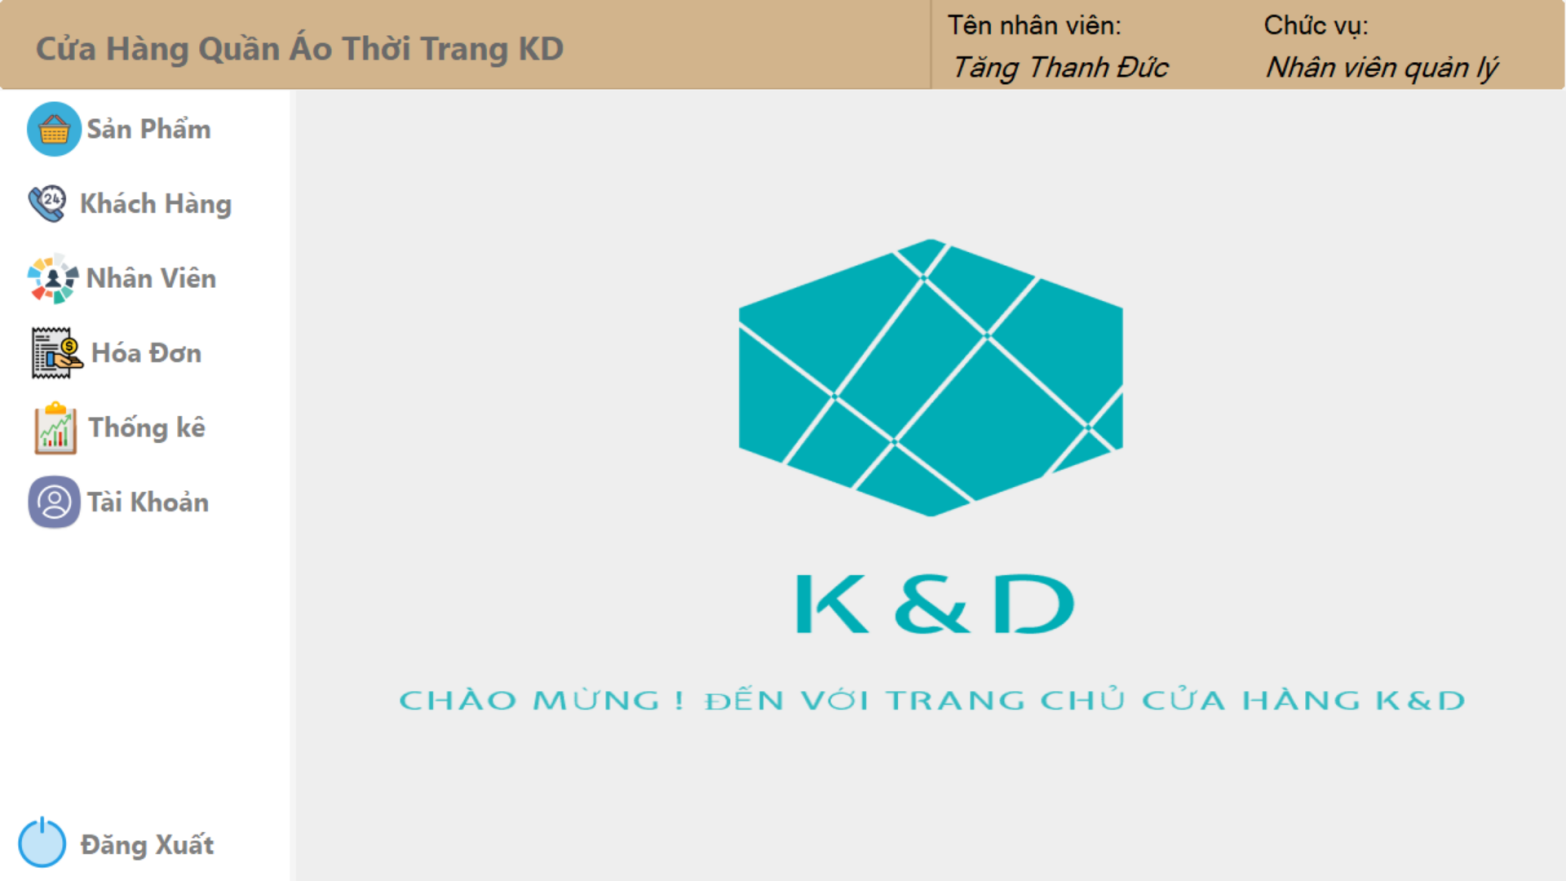 Cửa Hàng Quần Áo Thời Trang KD
Tên nhân viên:
Tăng Thanh Đức
Chức vụ:
Nhân viên quản lý
Sản Phẩm
24
Khách Hàng
Nhân Viên
Hóa Đơn
Thống kê
Tài Khoản
Đăng Xuất
K & D
CHÀO MỪNG ! ĐẾN VỚI TRANG CHỦ CỬA HÀNG K&D